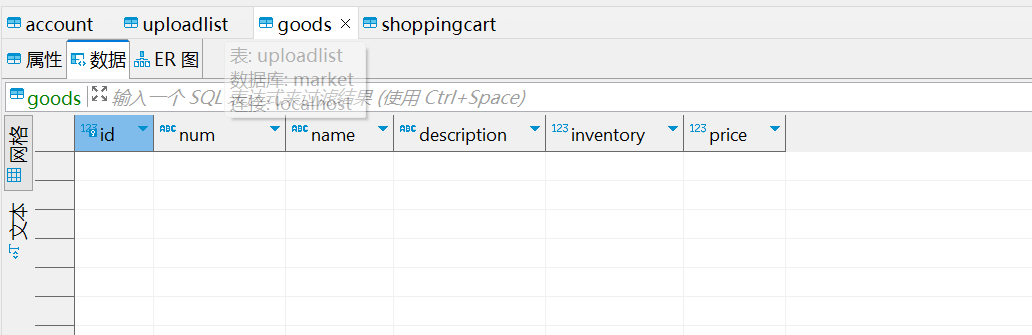 account uploadlist goods × shoppingcart
属性 数据 ER 图
表: uploadlist
数据库: market
连接: localhost
goods 输入一个 SQL 表达式来过滤结果 (使用 Ctrl+Space)
123 id ABC num ABC name ABC description 123 inventory 123 price
网格
文本